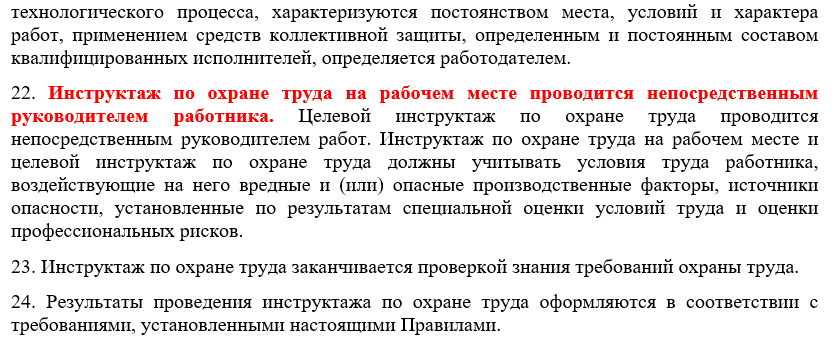 технологического процесса, характеризуются постоянством места, условий и характера
работ, применением средств коллективной защиты, определенным и постоянным составом
квалифицированных исполнителей, определяется работодателем.
22. Инструктаж по охране труда на рабочем месте проводится непосредственным
руководителем работника. Целевой инструктаж по охране труда проводится
непосредственным руководителем работ. Инструктаж по охране труда на рабочем месте и
целевой инструктаж по охране труда должны учитывать условия труда работника,
воздействующие на него вредные и (или) опасные производственные факторы, источники
опасности, установленные по результатам специальной оценки условий труда и оценки
профессиональных рисков.
23. Инструктаж по охране труда заканчивается проверкой знания требований охраны труда.
24. Результаты проведения инструктажа по охране труда оформляются в соответствии с
требованиями, установленными настоящими Правилами.